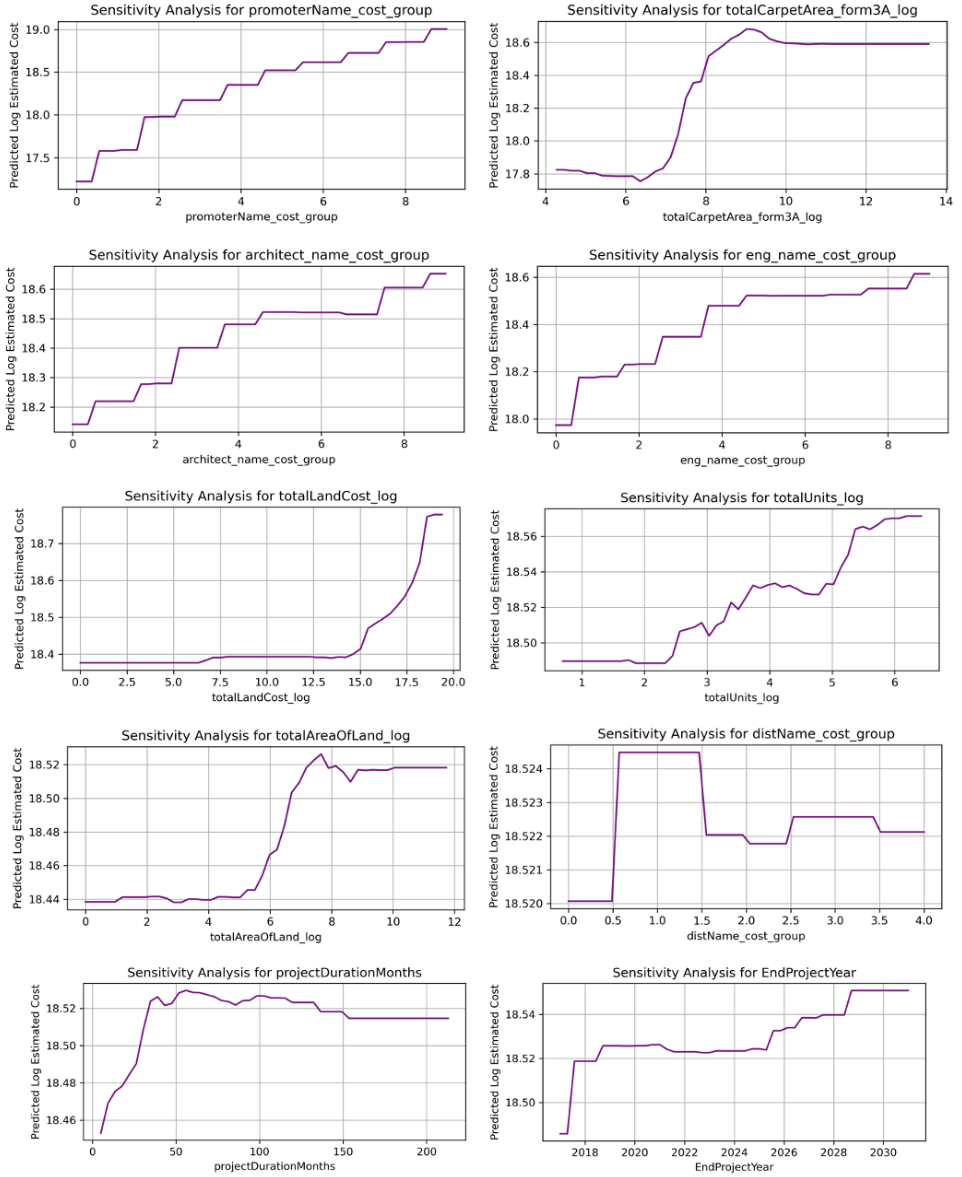 Sensitivity Analysis for promoterName_cost_group
Predicted Log Estimated Cost
19.0
18.5
18.0
17.5
0 2 4 6 8
promoterName_cost_group
Sensitivity Analysis for totalCarpetArea_form3A_log
Predicted Log Estimated Cost
18.6
18.4
18.2
18.0
17.8
4 6 8 10 12 14
totalCarpetArea_form3A_log
Sensitivity Analysis for architect_name_cost_group
Predicted Log Estimated Cost
18.6
18.5
18.4
18.3
18.2
0 2 4 6 8
architect_name_cost_group
Sensitivity Analysis for eng_name_cost_group
Predicted Log Estimated Cost
18.6
18.4
18.2
18.0
0 2 4 6 8
eng_name_cost_group
Sensitivity Analysis for totalLandCost_log
Predicted Log Estimated Cost
18.7
18.6
18.5
18.4
0.0 2.5 5.0 7.5 10.0 12.5 15.0 17.5 20.0
totalLandCost_log
Sensitivity Analysis for totalUnits_log
Predicted Log Estimated Cost
18.56
18.54
18.52
18.50
1 2 3 4 5 6
totalUnits_log
Sensitivity Analysis for totalAreaOfLand_log
Predicted Log Estimated Cost
18.52
18.50
18.48
18.46
18.44
0 2 4 6 8 10 12
totalAreaOfLand_log
Sensitivity Analysis for distName_cost_group
Predicted Log Estimated Cost
18.524
18.523
18.522
18.521
18.520
0.0 0.5 1.0 1.5 2.0 2.5 3.0 3.5 4.0
distName_cost_group
Sensitivity Analysis for projectDurationMonths
Predicted Log Estimated Cost
18.52
18.50
18.48
18.46
0 50 100 150 200
projectDurationMonths
Sensitivity Analysis for EndProjectYear
Predicted Log Estimated Cost
18.54
18.52
18.50
2018 2020 2022 2024 2026 2028 2030
EndProjectYear